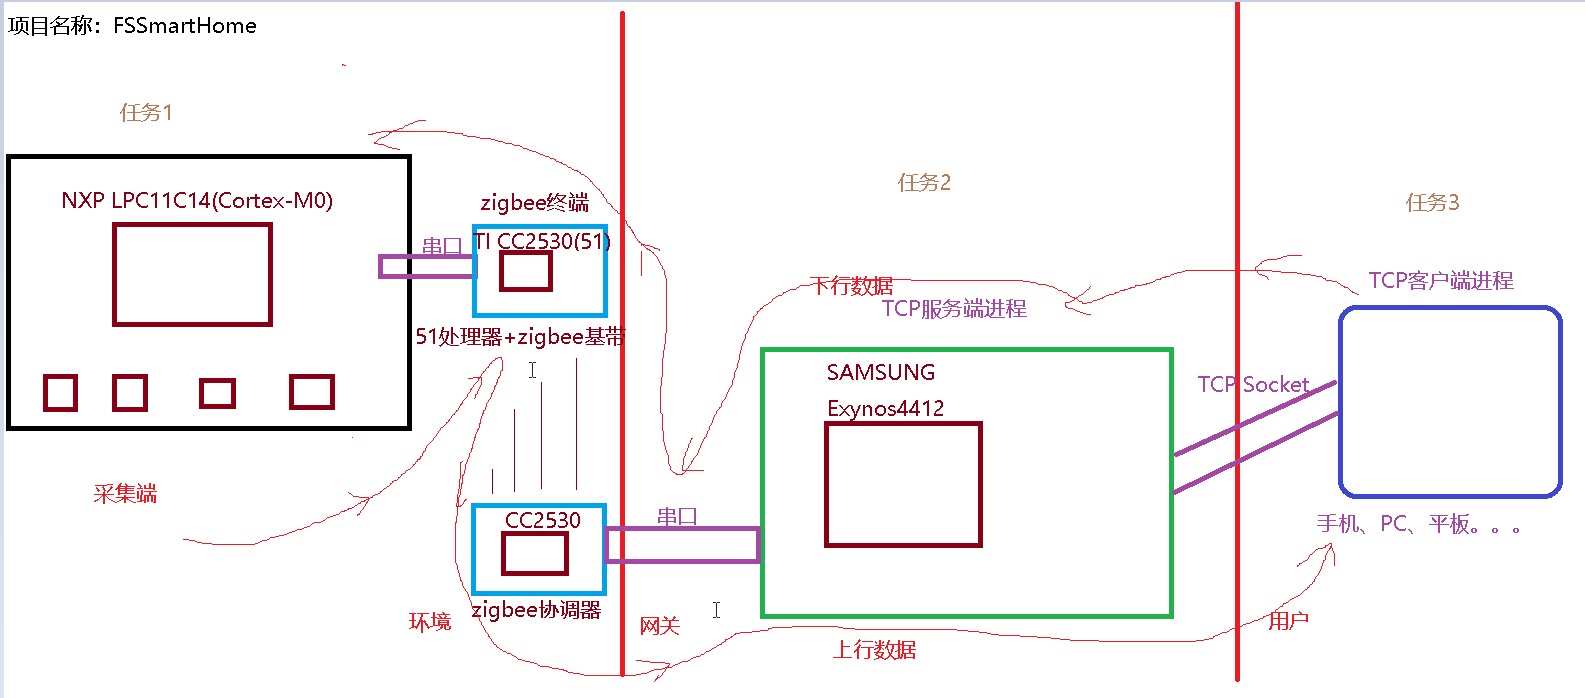 项目名称：FSSmartHome
任务1
任务2
任务3
NXP LPC11C14(Cortex-M0)
zigbee终端
串口
TI CC2530(51)
51处理器+zigbee基带
下行数据
TCP服务端进程
TCP客户端进程
SAMSUNG
Exynos4412
TCP Socket
采集端
CC2530
串口
手机、PC、平板。。。
zigbee协调器
环境
网关
用户
上行数据